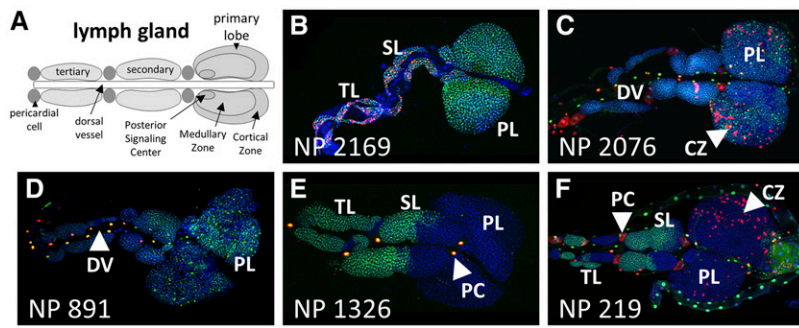 A
lymph gland
primary
lobe
tertiary
secondary
pericardial
cell
dorsal
vessel
Posterior
Signaling
Center
Medullary
Zone
Cortical
Zone
B
SL
TL
PL
NP 2169
C
PL
DV
CZ
NP 2076
D
DV
PL
NP 891
E
TL
SL
PL
PC
NP 1326
F
PC
SL
CZ
TL
PL
NP 219